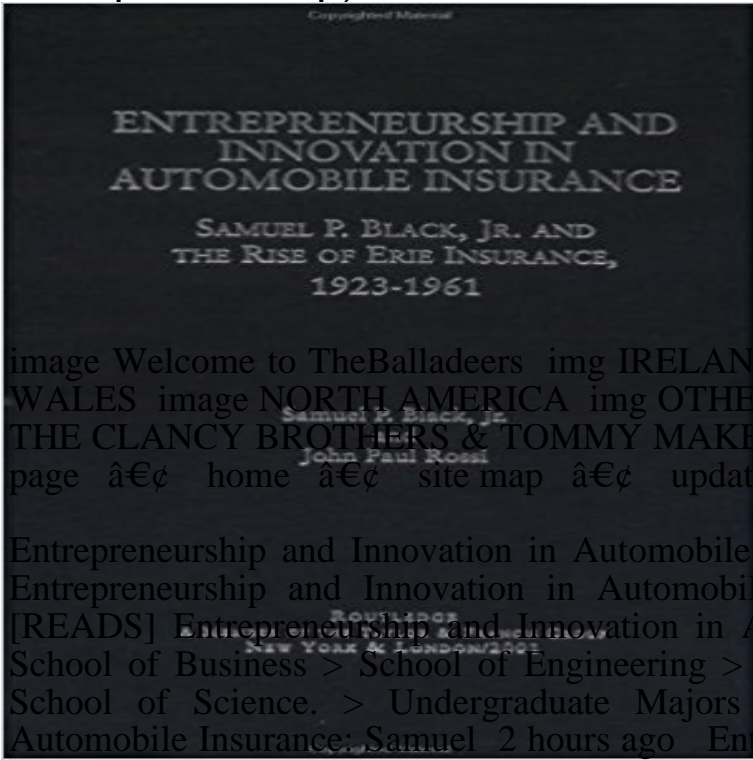 Copyrighted Material
ENTREPRENEURSHIP AND
INNOVATION IN
AUTOMOBILE INSURANCE
SAMUEL P. BLACK, JR. AND
THE RISE OF ERIE INSURANCE,
1923-1961
image Welcome to TheBalladeers img IRELAN
WALES image NORTH AMERICA img OTHE
Samuel P. Black, Jr.
THE CLANCY BROTHERS & TOMMY MAKE
John Paul Rossi
page â€¢ home â€¢ site map â€¢ updat
Entrepreneurship and Innovation in Automobile
Entrepreneurship and Innovation in Automobil
ROUTLEDGE
[READS] Entrepreneurship and Innovation in A
NEW YORK & LONDON/2001
School of Business > School of Engineering >
School of Science. > Undergraduate Majors
Automobile Insurance: Samuel 2 hours ago Ent